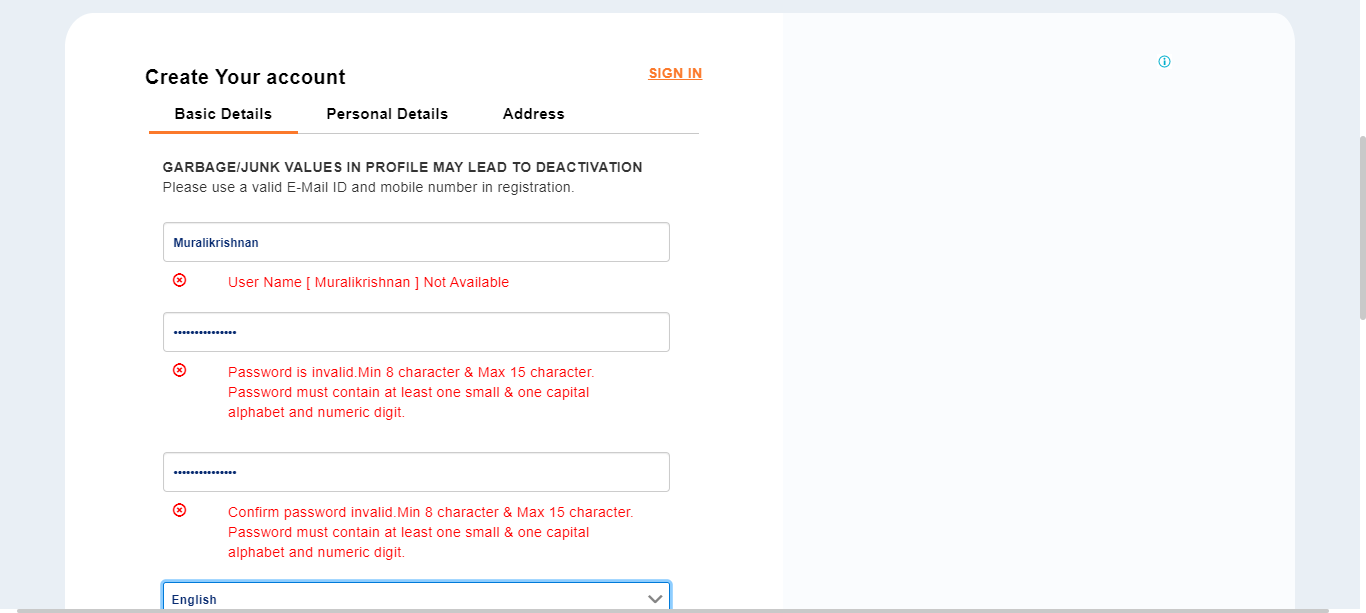 Create Your account
SIGN IN
Basic Details
Personal Details
Address
GARBAGE/JUNK VALUES IN PROFILE MAY LEAD TO DEACTIVATION
Please use a valid E-Mail ID and mobile number in registration.
Muralikrishnan
User Name [ Muralikrishnan ] Not Available
•••••••••••••••
Password is invalid.Min 8 character & Max 15 character.
Password must contain at least one small & one capital
alphabet and numeric digit.
•••••••••••••••
Confirm password invalid.Min 8 character & Max 15 character.
Password must contain at least one small & one capital
alphabet and numeric digit.
English